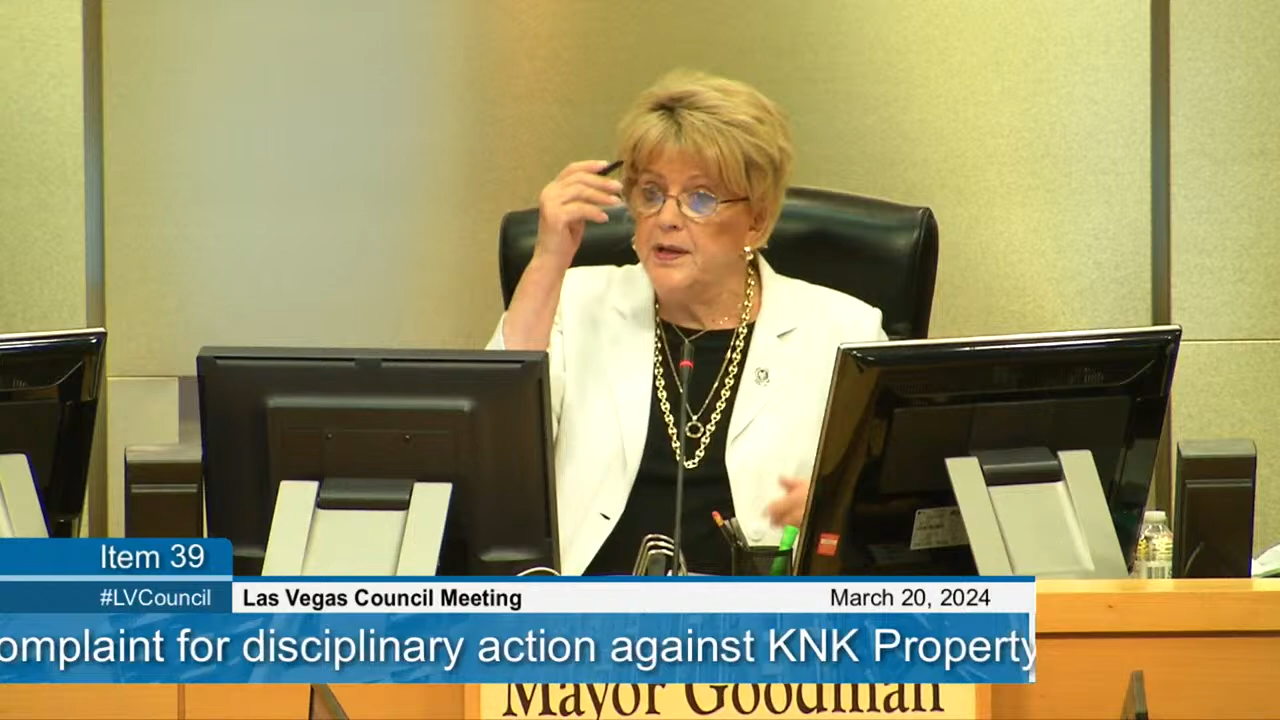 Item 39
#LVCouncil
Las Vegas Council Meeting
March 20, 2024
omplaint for disciplinary action against KNK Property
Mayor Goodman